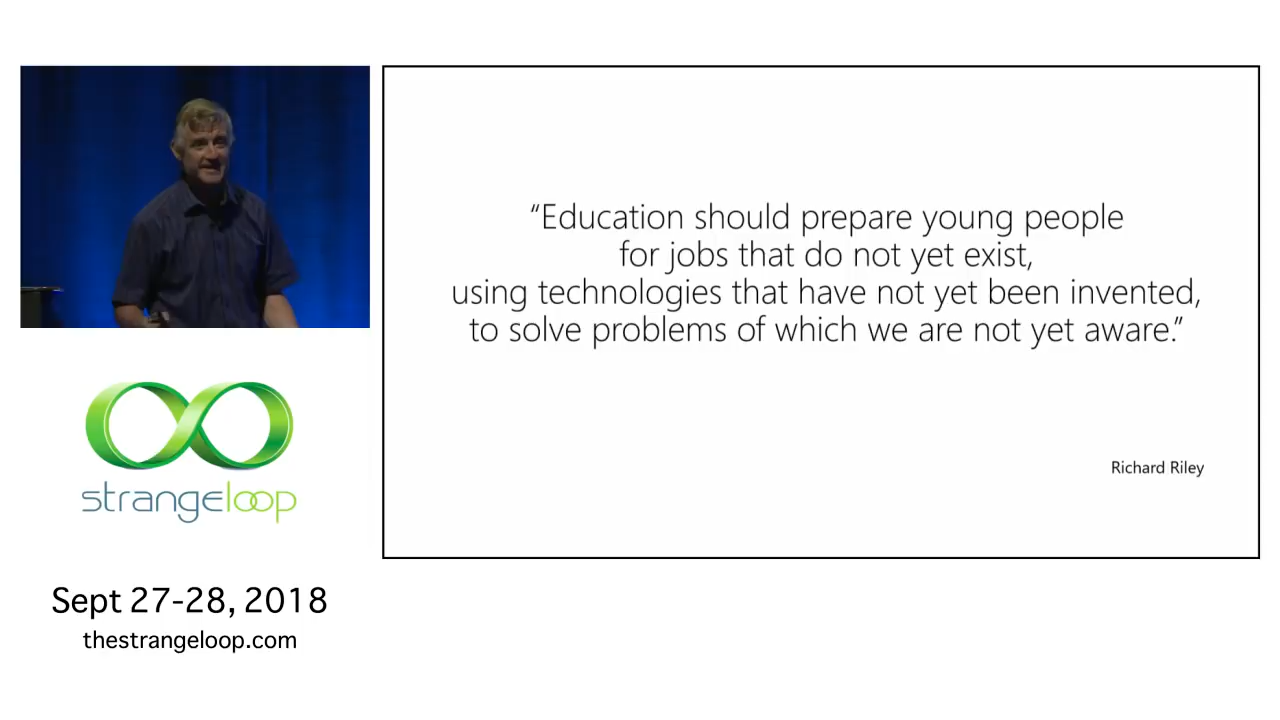 “Education should prepare young people
for jobs that do not yet exist,
using technologies that have not yet been invented,
to solve problems of which we are not yet aware.”
Richard Riley
strangeloop
Sept 27-28, 2018
thestrangeloop.com